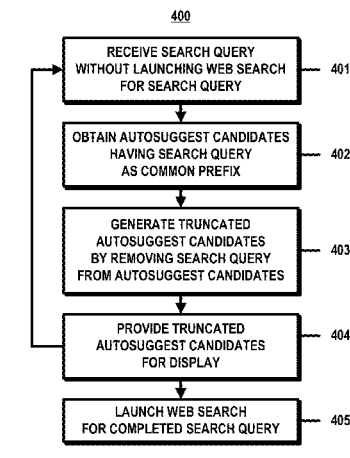 400
RECEIVE SEARCH QUERY
WITHOUT LAUNCHING WEB SEARCH
FOR SEARCH QUERY
401
OBTAIN AUTOSUGGEST CANDIDATES
HAVING SEARCH QUERY
AS COMMON PREFIX
402
GENERATE TRUNCATED
AUTOSUGGEST CANDIDATES
BY REMOVING SEARCH QUERY
FROM AUTOSUGGEST CANDIDATES
403
PROVIDE TRUNCATED
AUTOSUGGEST CANDIDATES
FOR DISPLAY
404
LAUNCH WEB SEARCH
FOR COMPLETED SEARCH QUERY
405